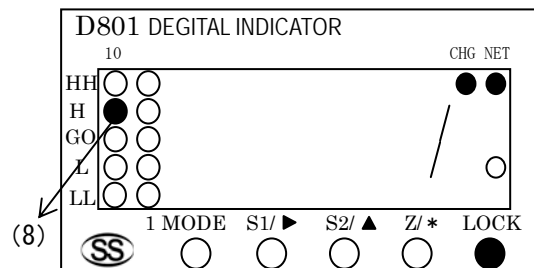 D801 DEGITAL INDICATOR
10 CHG NET
HH
H
GO
L
LL
(8)
1 MODE S1/ ▶ S2/ ▲ Z/ * LOCK
SS